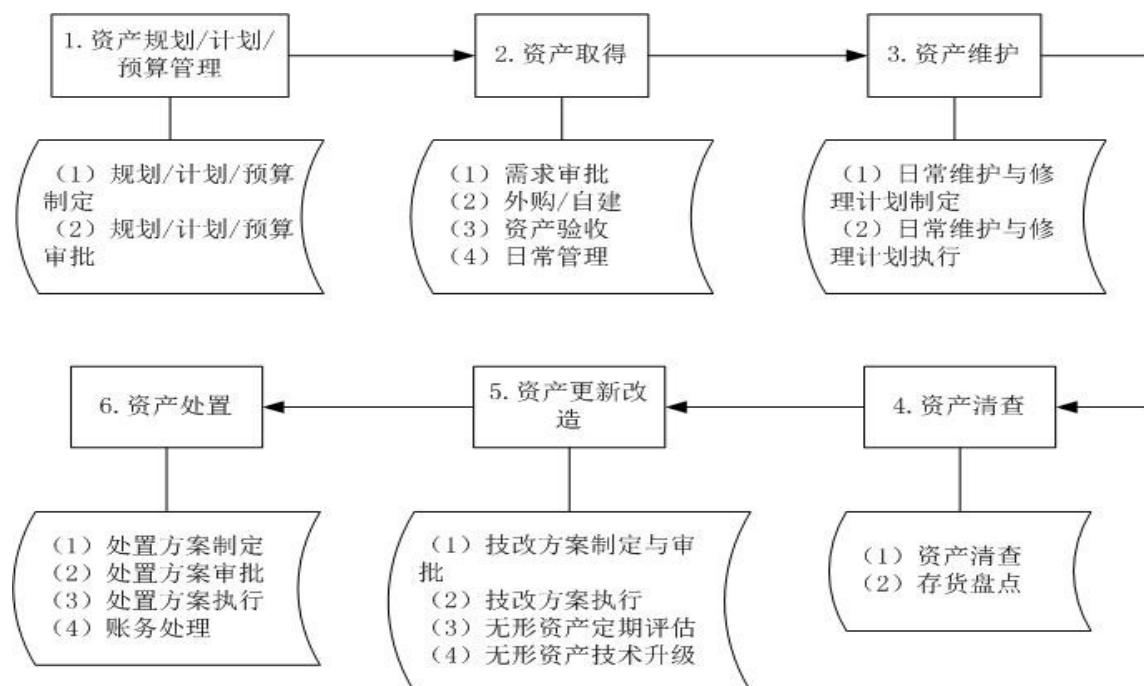 1. 资产规划/计划/
预算管理
2. 资产取得
3. 资产维护
(1) 规划/计划/预算
制定
(2) 规划/计划/预算
审批
(1) 需求审批
(2) 外购/自建
(3) 资产验收
(4) 日常管理
(1) 日常维护与修
理计划制定
(2) 日常维护与修
理计划执行
6. 资产处置
5. 资产更新改
造
4. 资产清查
(1) 处置方案制定
(2) 处置方案审批
(3) 处置方案执行
(4) 账务处理
(1) 技改方案制定与审
批
(2) 技改方案执行
(3) 无形资产定期评估
(4) 无形资产技术升级
(1) 资产清查
(2) 存货盘点